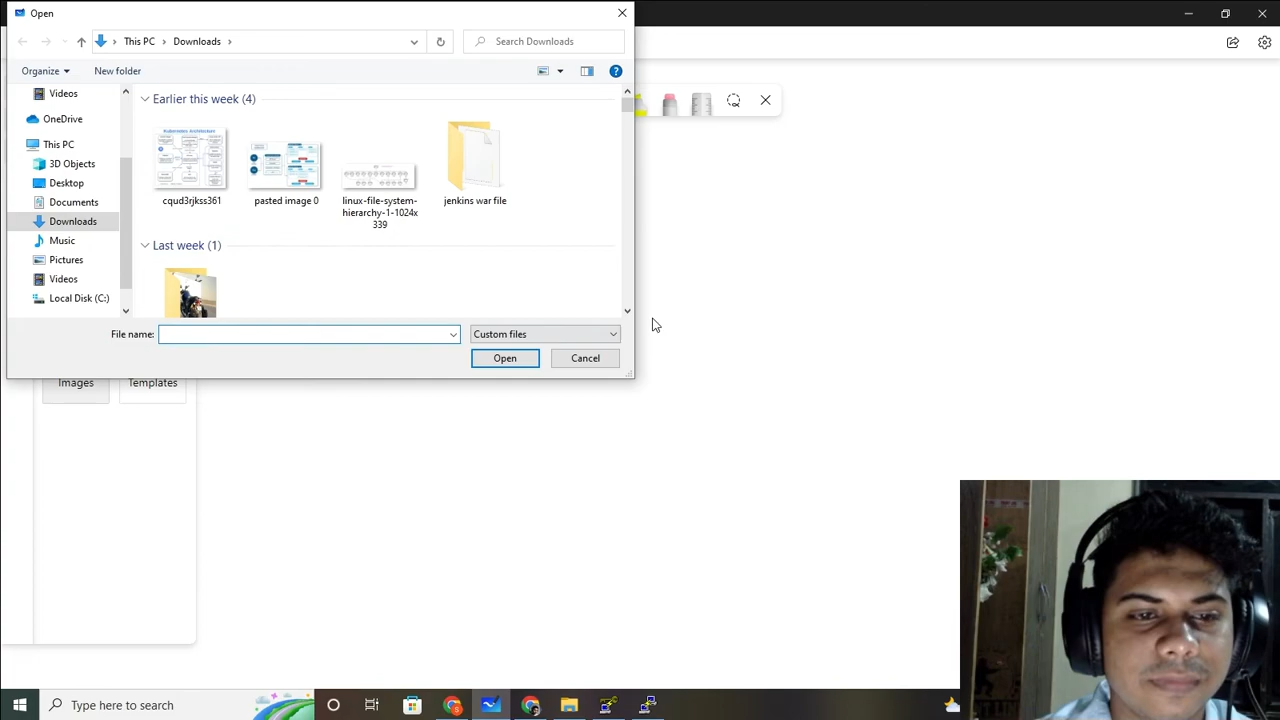 Open
This PC
Downloads
Search Downloads
Organize
New folder
Videos
OneDrive
This PC
3D Objects
Desktop
Documents
Downloads
Music
Pictures
Videos
Local Disk (C:)
Earlier this week (4)
Kubernetes Architecture
cqud3rjkss361
pasted image 0
linux-file-system-
hierarchy-1-1024x
339
jenkins war file
Last week (1)
File name:
Custom files
Open
Cancel
Images
Templates
Type here to search